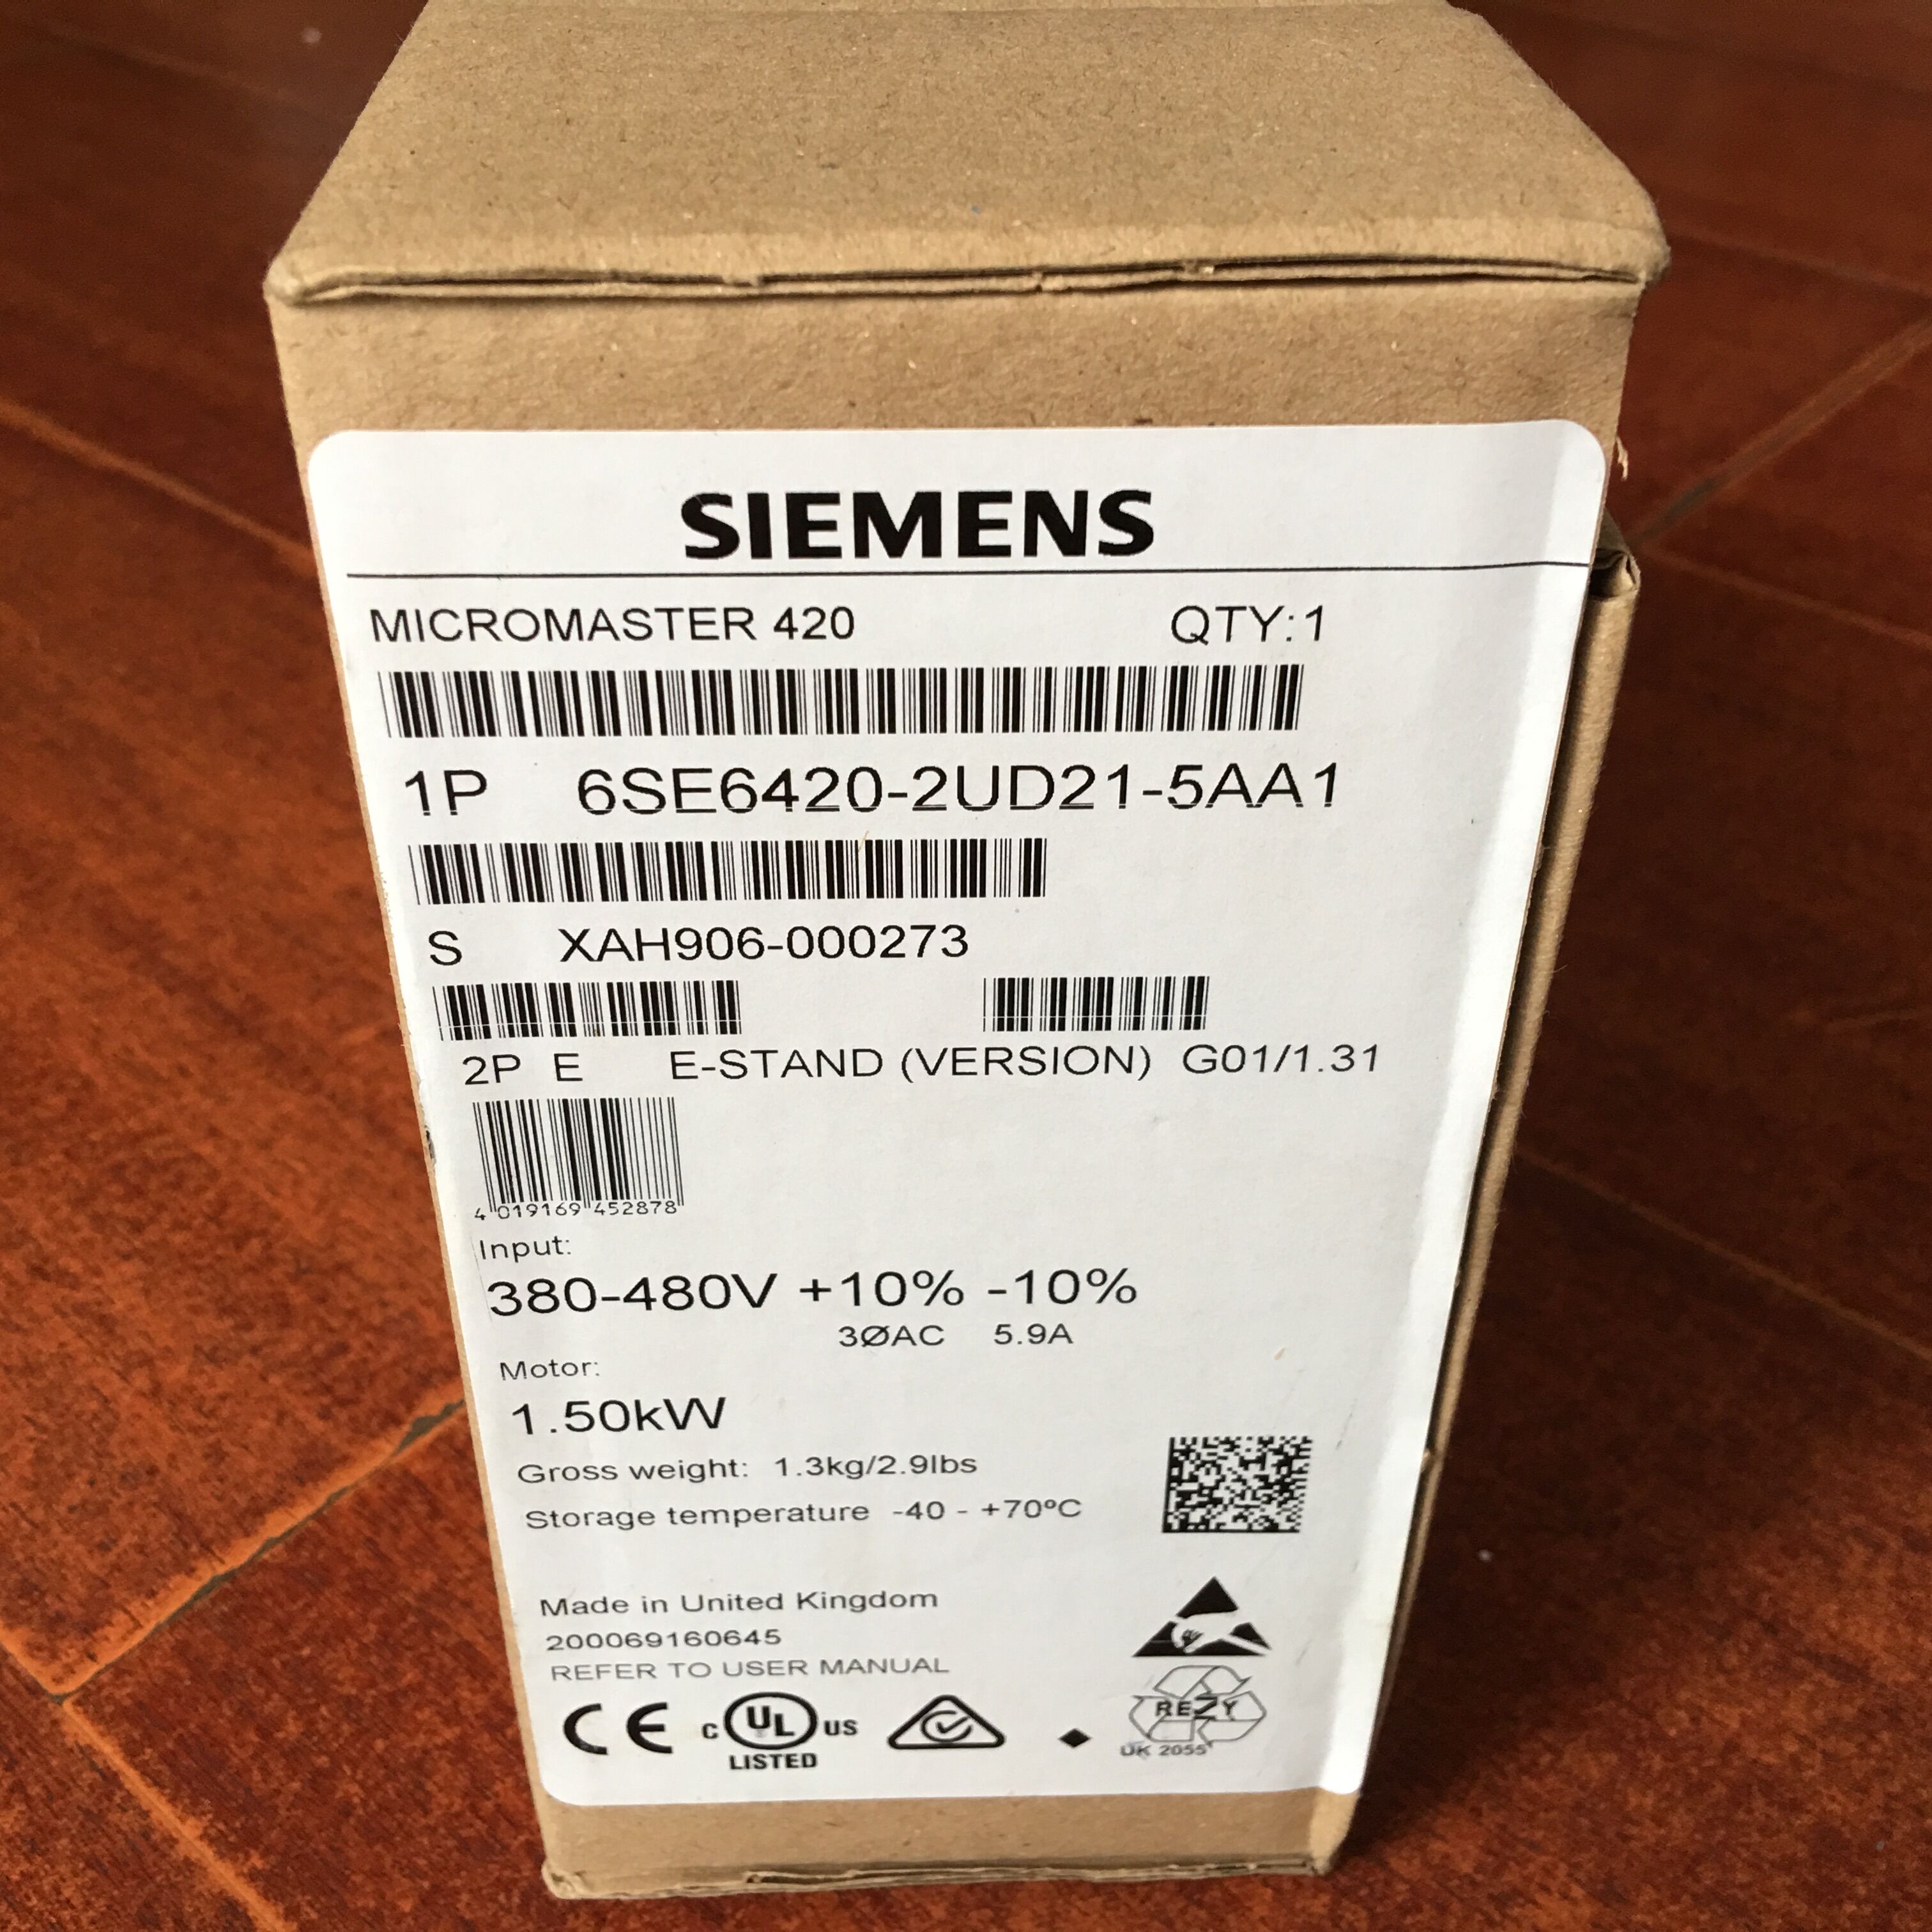 SIEMENS
MICROMASTER 420 QTY:1
1P 6SE6420-2UD21-5AA1
S XAH906-000273
2P E E-STAND (VERSION) G01/1.31
4 019169 452878
Input:
380-480V +10% -10%
3ØAC 5.9A
Motor:
1.50kW
Gross weight: 1.3kg/2.9lbs
Storage temperature -40 - +70ºC
Made in United Kingdom
200069160645
REFER TO USER MANUAL
CE C UL US
LISTED
REZY
UK 2055